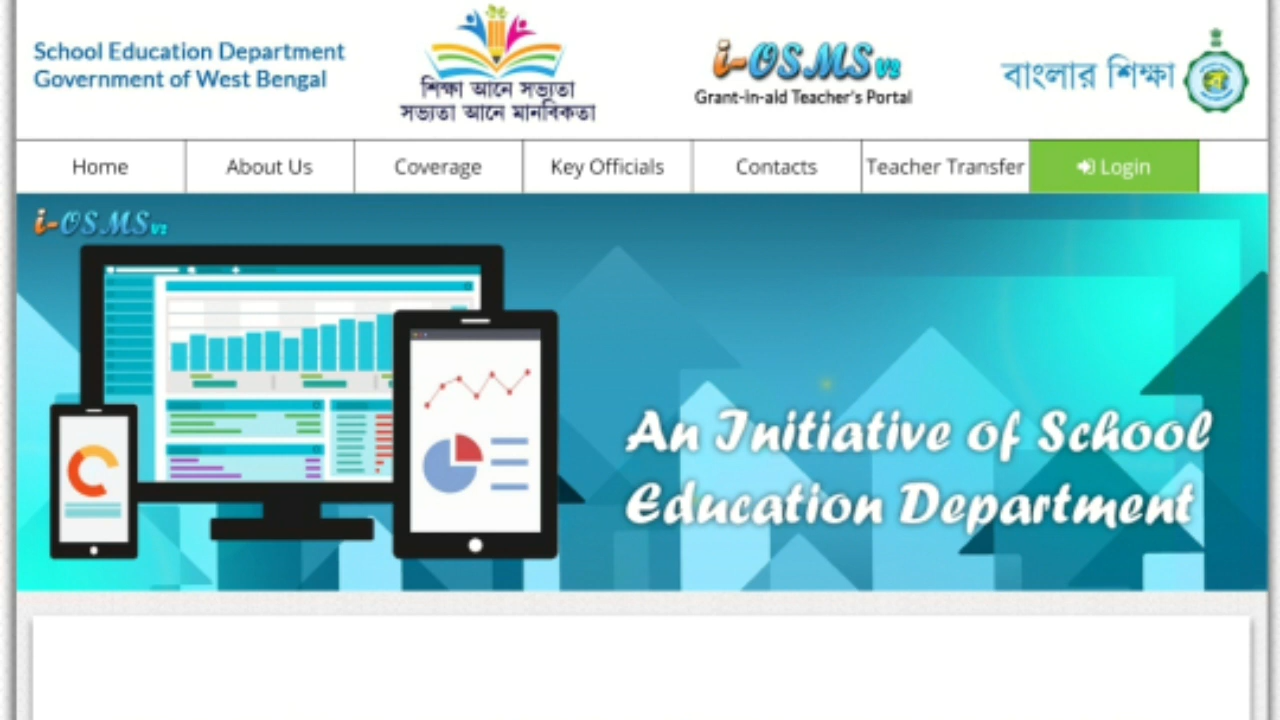 School Education Department
Government of West Bengal
শিক্ষা আনে সভ্যতা
সভ্যতা আনে মানবিকতা
i-OSMS V2
Grant-in-aid Teacher's Portal
বাংলার শিক্ষা
Home
About Us
Coverage
Key Officials
Contacts
Teacher Transfer
Login
i-OSMS V2
An Initiative of School
Education Department